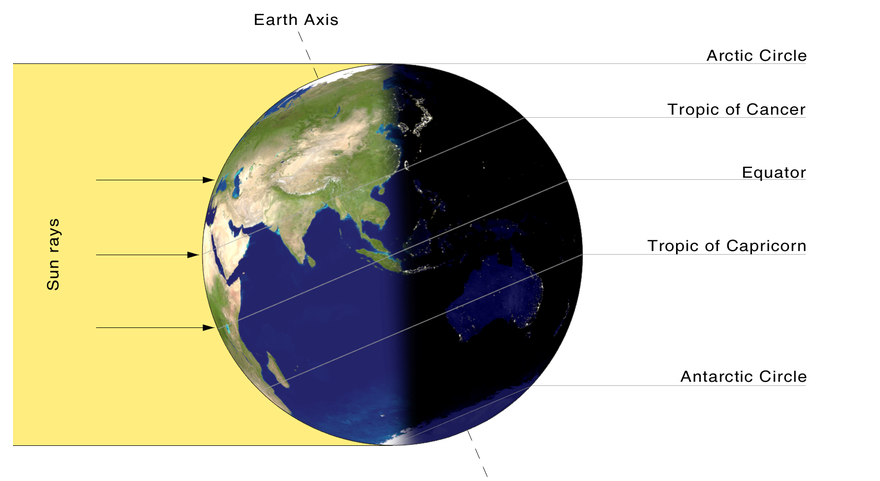 Earth Axis
Arctic Circle
Tropic of Cancer
Equator
Sun rays
Tropic of Capricorn
Antarctic Circle